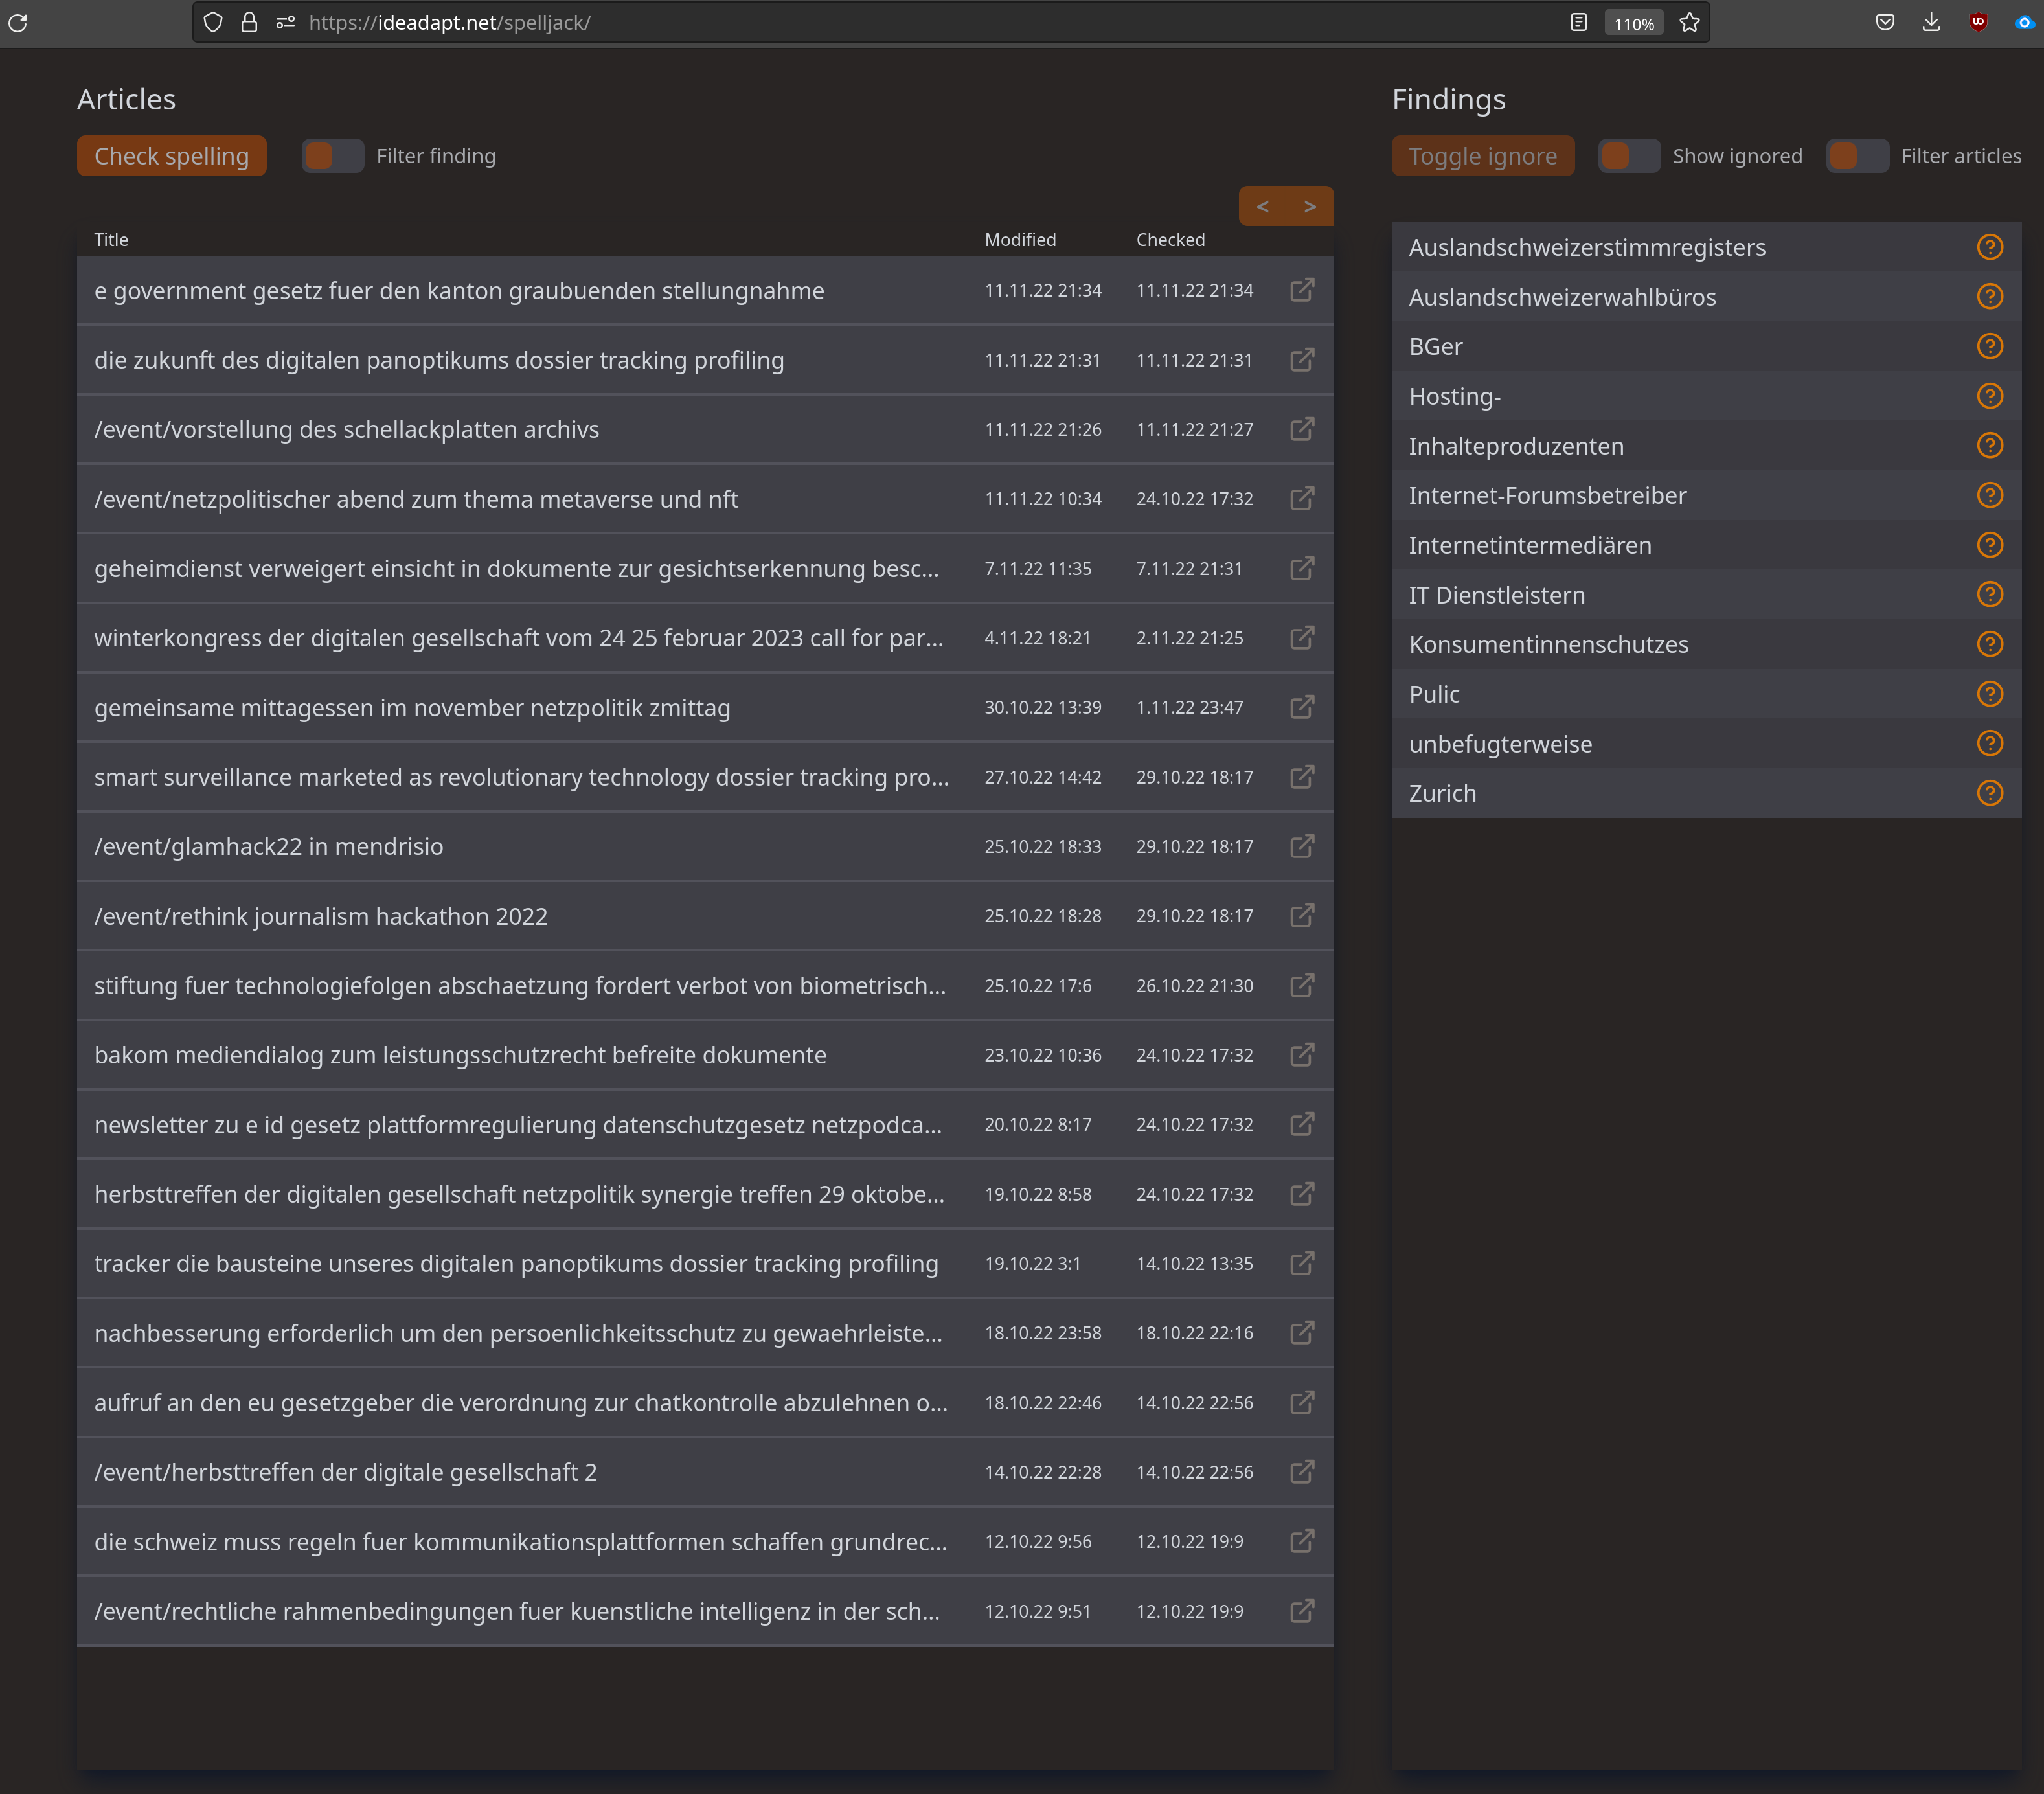 https://ideadapt.net/spelljack/
110%
Articles
Check spelling
Filter finding
< >
Title Modified Checked
e government gesetz fuer den kanton graubuenden stellungnahme 11.11.22 21:34 11.11.22 21:34
die zukunft des digitalen panoptikums dossier tracking profiling 11.11.22 21:31 11.11.22 21:31
/event/vorstellung des schellackplatten archivs 11.11.22 21:26 11.11.22 21:27
/event/netzpolitischer abend zum thema metaverse und nft 11.11.22 10:34 24.10.22 17:32
geheimdienst verweigert einsicht in dokumente zur gesichtserkennung besc... 7.11.22 11:35 7.11.22 21:31
winterkongress der digitalen gesellschaft vom 24 25 februar 2023 call for par... 4.11.22 18:21 2.11.22 21:25
gemeinsame mittagessen im november netzpolitik zmittag 30.10.22 13:39 1.11.22 23:47
smart surveillance marketed as revolutionary technology dossier tracking pro... 27.10.22 14:42 29.10.22 18:17
/event/glamhack22 in mendrisio 25.10.22 18:33 29.10.22 18:17
/event/rethink journalism hackathon 2022 25.10.22 18:28 29.10.22 18:17
stiftung fuer technologiefolgen abschaetzung fordert verbot von biometrisch... 25.10.22 17:6 26.10.22 21:30
bakom mediendialog zum leistungsschutzrecht befreite dokumente 23.10.22 10:36 24.10.22 17:32
newsletter zu e id gesetz plattformregulierung datenschutzgesetz netzpodca... 20.10.22 8:17 24.10.22 17:32
herbsttreffen der digitalen gesellschaft netzpolitik synergie treffen 29 oktobe... 19.10.22 8:58 24.10.22 17:32
tracker die bausteine unseres digitalen panoptikums dossier tracking profiling 19.10.22 3:1 14.10.22 13:35
nachbesserung erforderlich um den persoenlichkeitsschutz zu gewaehrleiste... 18.10.22 23:58 18.10.22 22:16
aufruf an den eu gesetzgeber die verordnung zur chatkontrolle abzulehnen o... 18.10.22 22:46 14.10.22 22:56
/event/herbsttreffen der digitale gesellschaft 2 14.10.22 22:28 14.10.22 22:56
die schweiz muss regeln fuer kommunikationsplattformen schaffen grundrec... 12.10.22 9:56 12.10.22 19:9
/event/rechtliche rahmenbedingungen fuer kuenstliche intelligenz in der sch... 12.10.22 9:51 12.10.22 19:9
Findings
Toggle ignore
Show ignored
Filter articles
Auslandschweizerstimmregisters
Auslandschweizerwahlbüros
BGer
Hosting-
Inhalteproduzenten
Internet-Forumsbetreiber
Internetintermediären
IT Dienstleistern
Konsumentinnenschutzes
Pulic
unbefugterweise
Zurich